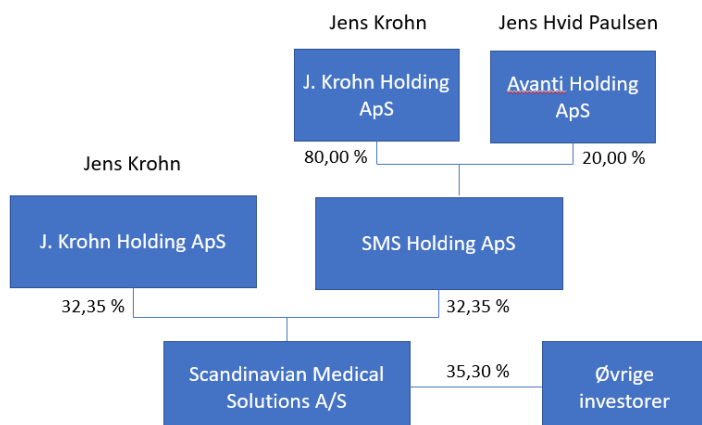 Jens Krohn
Jens Hvid Paulsen
J. Krohn Holding
ApS
Avanti Holding
ApS
80,00 %
20,00 %
Jens Krohn
J. Krohn Holding ApS
SMS Holding ApS
32,35 %
32,35 %
Scandinavian Medical
Solutions A/S
35,30 %
Øvrige
investorer